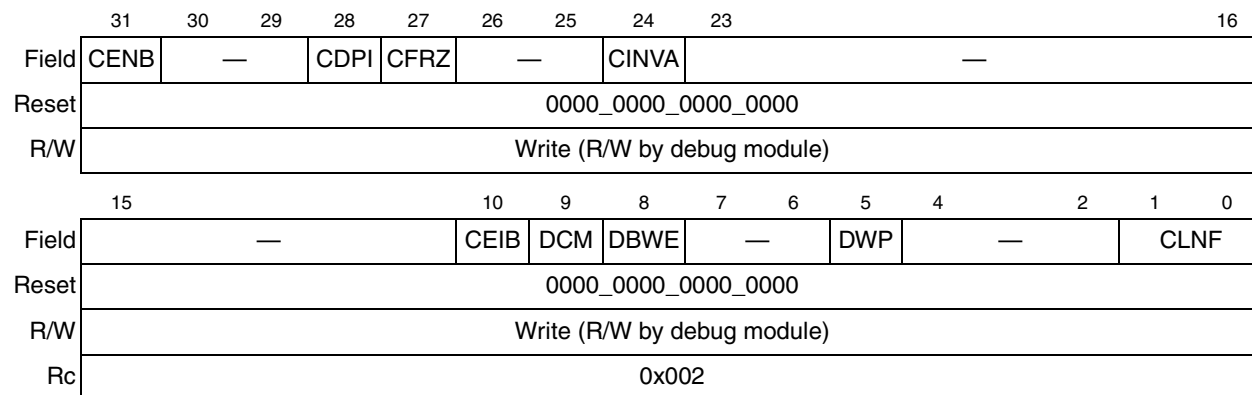 31 30 29 28 27 26 25 24 23 16
Field CENB — CDPI CFRZ — CINVA —
Reset 0000_0000_0000_0000
R/W Write (R/W by debug module)
15 10 9 8 7 6 5 4 2 1 0
Field — CEIB DCM DBWE — DWP — CLNF
Reset 0000_0000_0000_0000
R/W Write (R/W by debug module)
Rc 0x002